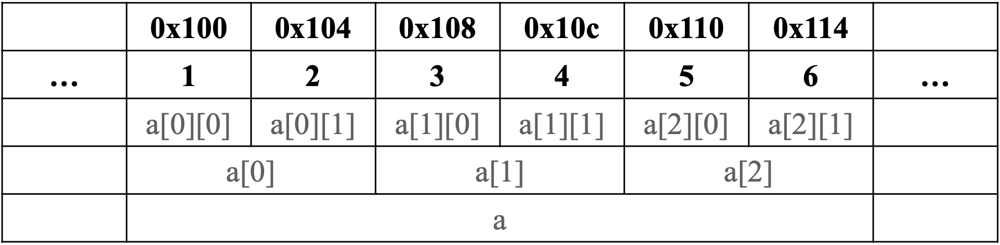 0x100 0x104 0x108 0x10c 0x110 0x114
... 1 2 3 4 5 6 ...
a[0][0] a[0][1] a[1][0] a[1][1] a[2][0] a[2][1]
a[0] a[1] a[2]
a